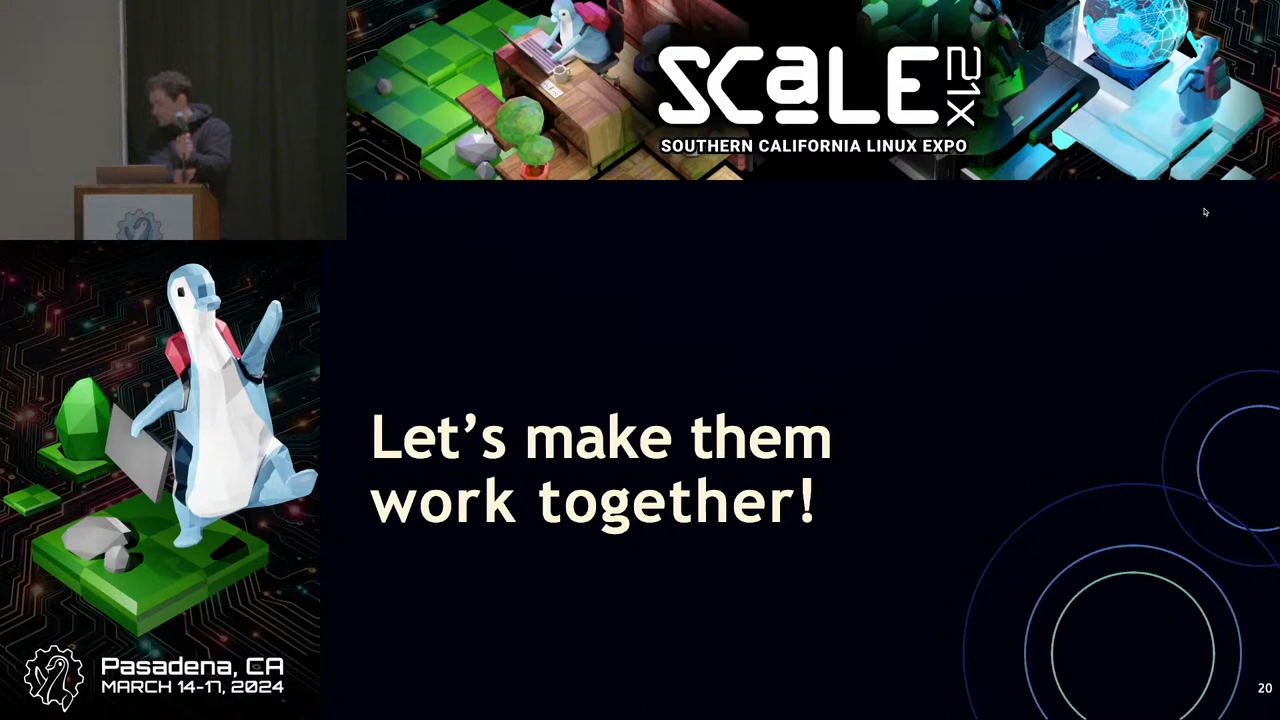 SCaLE 21x
SOUTHERN CALIFORNIA LINUX EXPO
Let's make them
work together!
Pasadena, CA
MARCH 14-17, 2024
20